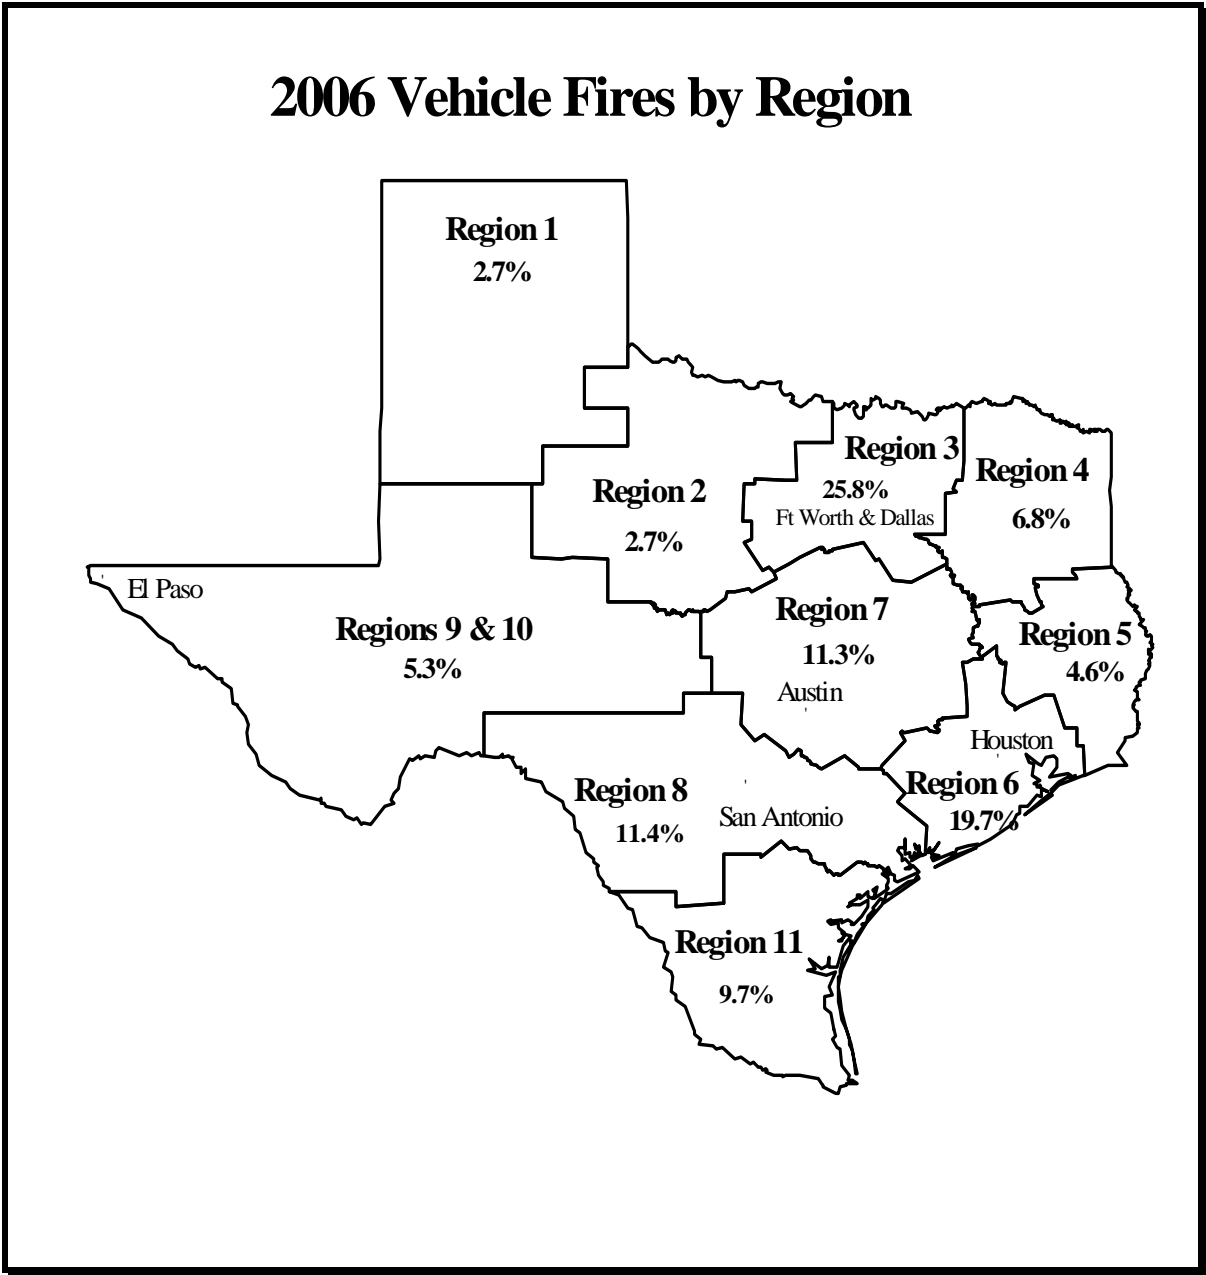 2006 Vehicle Fires by Region
Region 1
2.7%
Region 2
2.7%
Region 3
25.8%
Ft Worth & Dallas
Region 4
6.8%
El Paso
Regions 9 & 10
5.3%
Region 7
11.3%
Austin
Region 5
4.6%
Houston
Region 6
19.7%
Region 8
11.4%
San Antonio
Region 11
9.7%